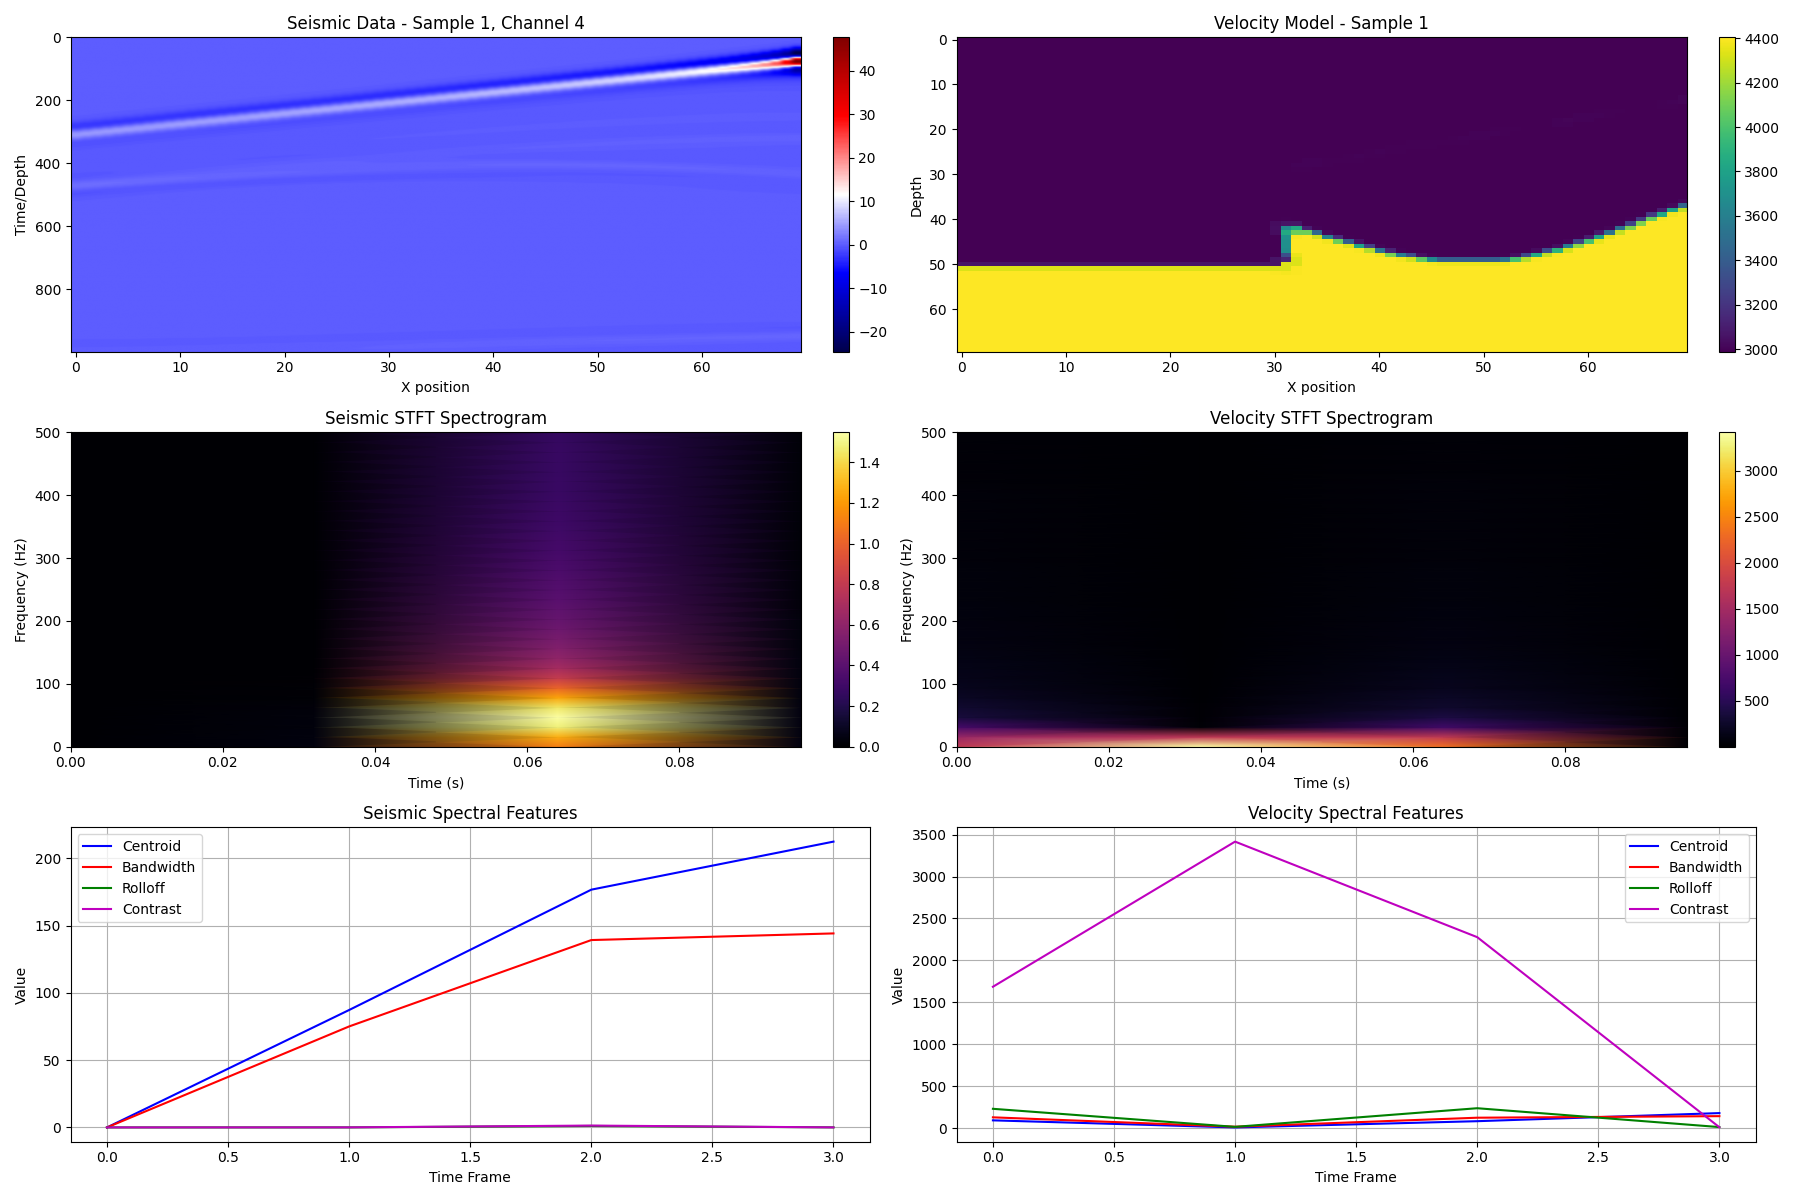 Seismic Data - Sample 1, Channel 4
0
200
400
600
800
Time/Depth
0 10 20 30 40 50 60
X position
40
30
20
10
0
−10
−20
Velocity Model - Sample 1
0
10
20
30
40
50
60
Depth
0 10 20 30 40 50 60
X position
4400
4200
4000
3800
3600
3400
3200
3000
Seismic STFT Spectrogram
500
400
300
200
100
0
Frequency (Hz)
0.00 0.02 0.04 0.06 0.08
Time (s)
1.4
1.2
1.0
0.8
0.6
0.4
0.2
0.0
Velocity STFT Spectrogram
500
400
300
200
100
0
Frequency (Hz)
0.00 0.02 0.04 0.06 0.08
Time (s)
3000
2500
2000
1500
1000
500
Seismic Spectral Features
Centroid
Bandwidth
Rolloff
Contrast
200
150
100
50
0
Value
0.0 0.5 1.0 1.5 2.0 2.5 3.0
Time Frame
Velocity Spectral Features
Centroid
Bandwidth
Rolloff
Contrast
3500
3000
2500
2000
1500
1000
500
0
Value
0.0 0.5 1.0 1.5 2.0 2.5 3.0
Time Frame